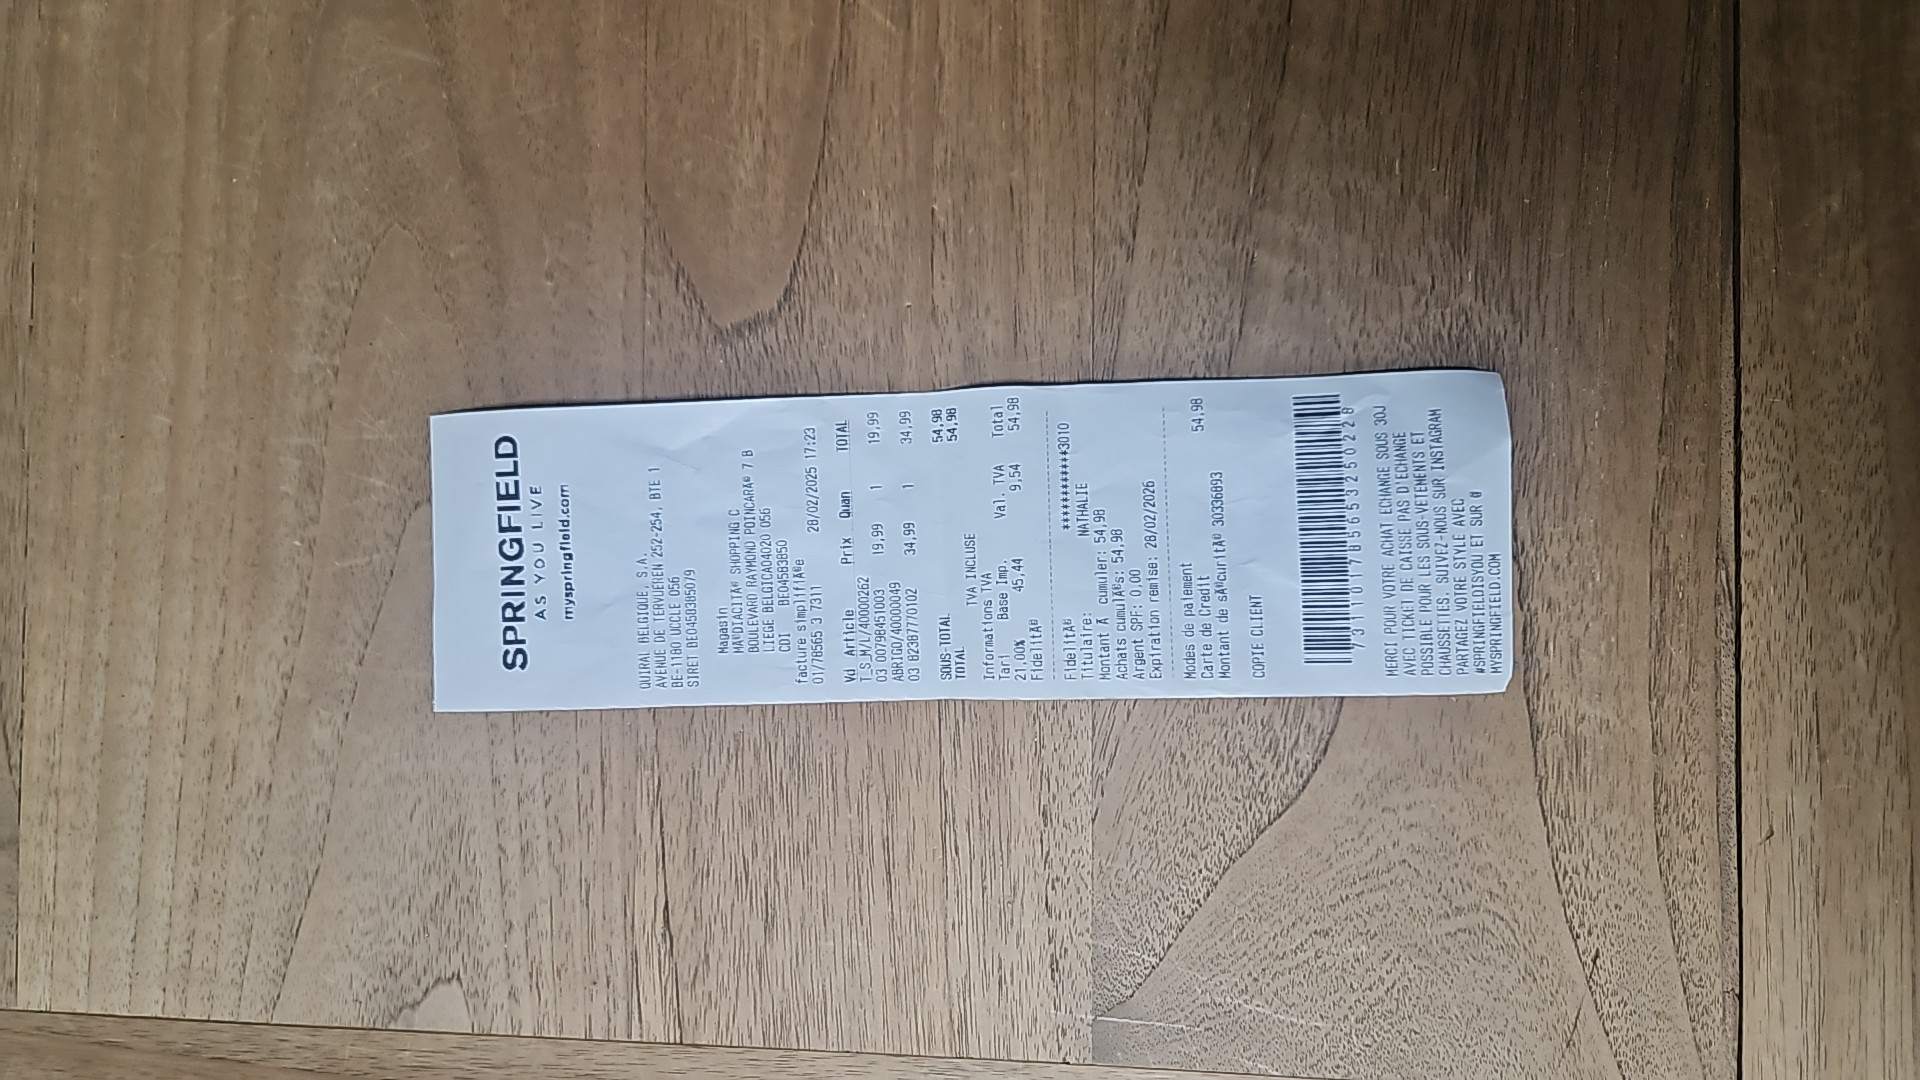 SPRINGFIELD
AS YOU LIVE
myspringfield.com
QUIRAL BELGIQUE, S.A.
AVENUE DE TERVUEREN 252-254, BTE 1
BE-1180 UCCLE 056
SIRET BE0458385079
Magasin
MÃ©DIACITÃ© SHOPPING C
BOULEVARD RAYMOND POINCARÃ© 7 B
LIEGE BELGICA04020 056
CDI BE04583850
facture simplifiÃ©e
01/78565 3 7311 28/02/2025 17:23
Vd Article Prix Quan TOTAL
T_S_M/L/40000262
03 00798451003 19,99 1 19,99
ABRIGO/40000049
03 82387770102 34,99 1 34,99
SOUS-TOTAL 54,98
TOTAL 54,98
TVA INCLUSE
Informations TVA
Tari Base Imp. Val. TVA Total
21,00% 45,44 9,54 54,98
FidelitÃ©
FidelitÃ© ************3010
Titulaire: NATHALIE
Montant Ã cumuler: 54,98
Achats cumulÃ©s: 54,98
Argent SPF: 0,00
Expiration remise: 28/02/2026
Modes de paiement
Carte de Credit 54,98
Montant de sÃ©curitÃ© 30336893
COPIE CLIENT
7311017856532502228
MERCI POUR VOTRE ACHAT ECHANGE SOUS 30J
AVEC TICKET DE CAISSE PAS D'ECHANGE
POSSIBLE POUR LES SOUS-VETEMENTS ET
CHAUSSETTES. SUIVEZ-NOUS SUR INSTAGRAM
PARTAGEZ VOTRE STYLE AVEC
#SPRINGFIELDISYOU ET SUR @
MYSPRINGFIELD.COM